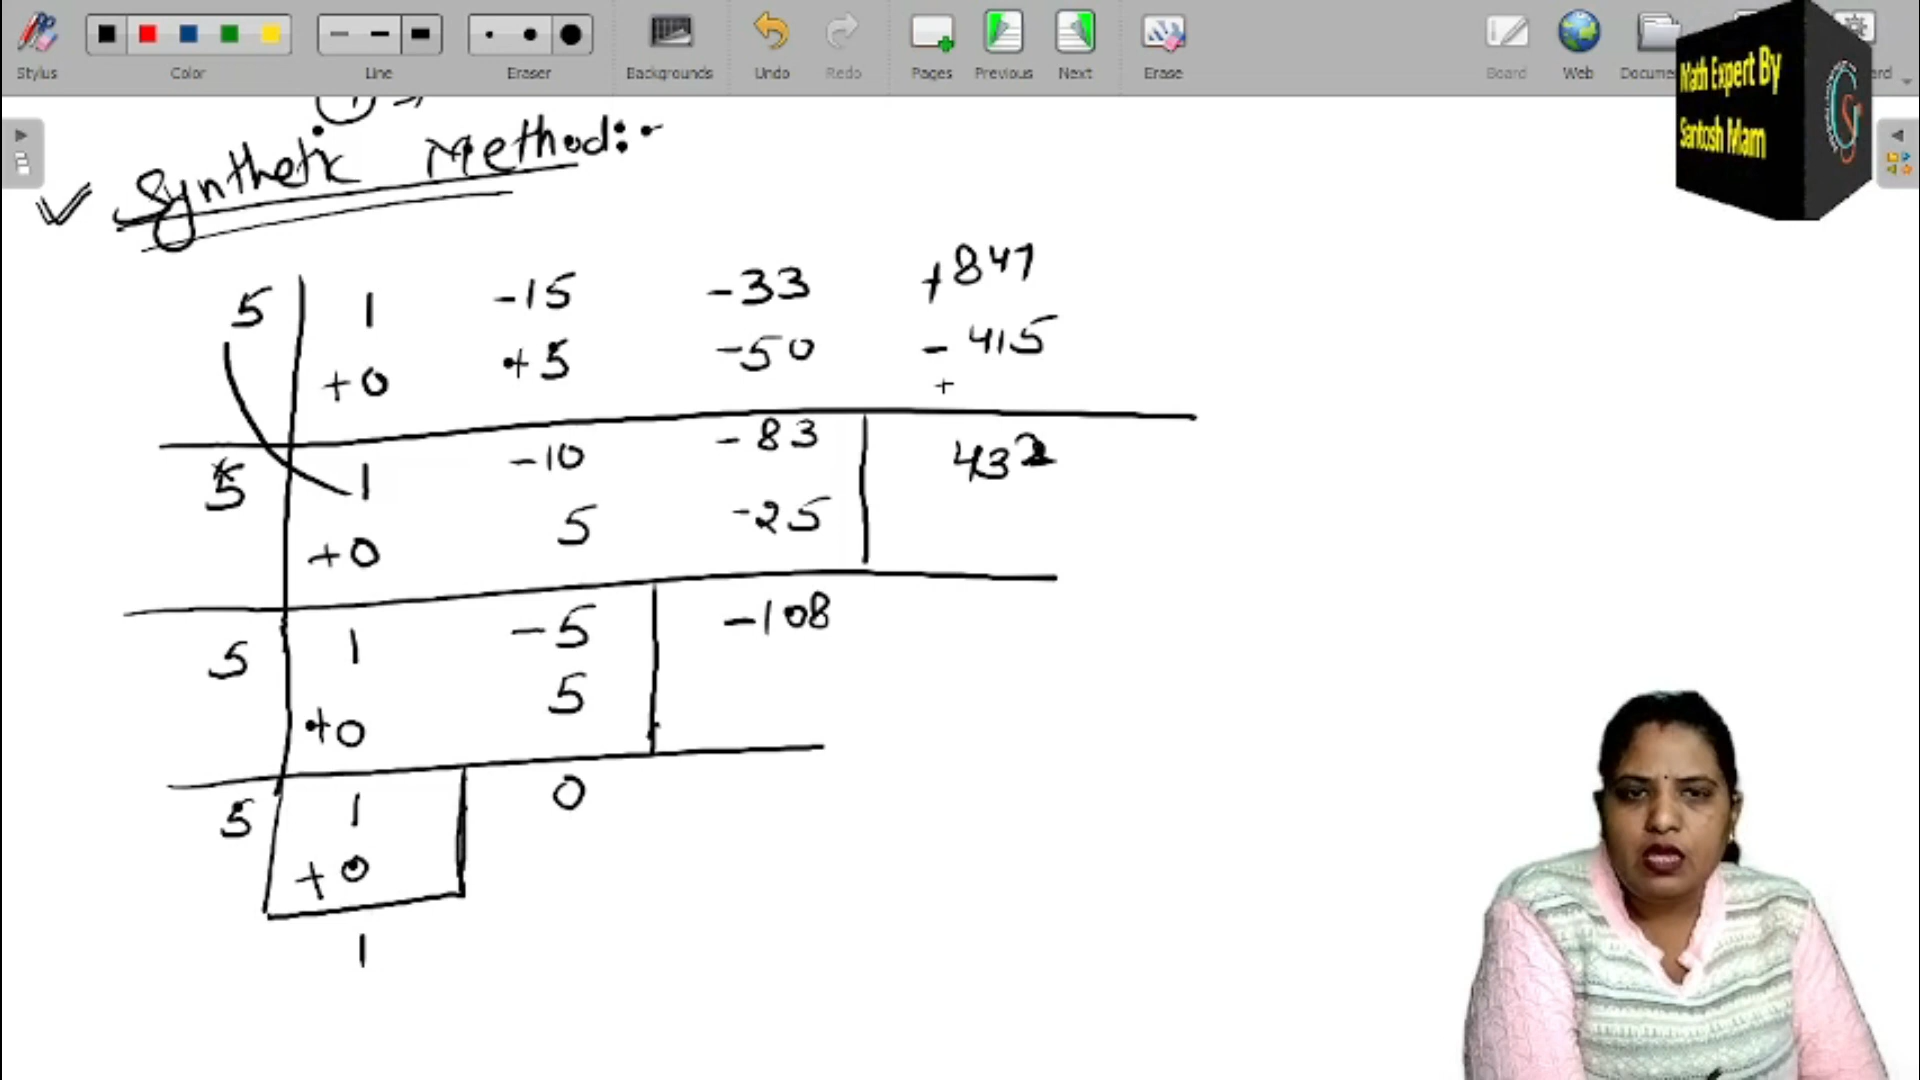 Stylus Color Line Eraser Backgrounds Undo Redo Pages Previous Next Erase Board Web
Math Expert By
Santosh Mam
Synthetic Method:-
5 1 -15 -33 +847
+0 +5 -50 -415
+
5 1 -10 -83 432
+0 5 -25
5 1 -5 -108
+0 5
5 1 0
+0
1